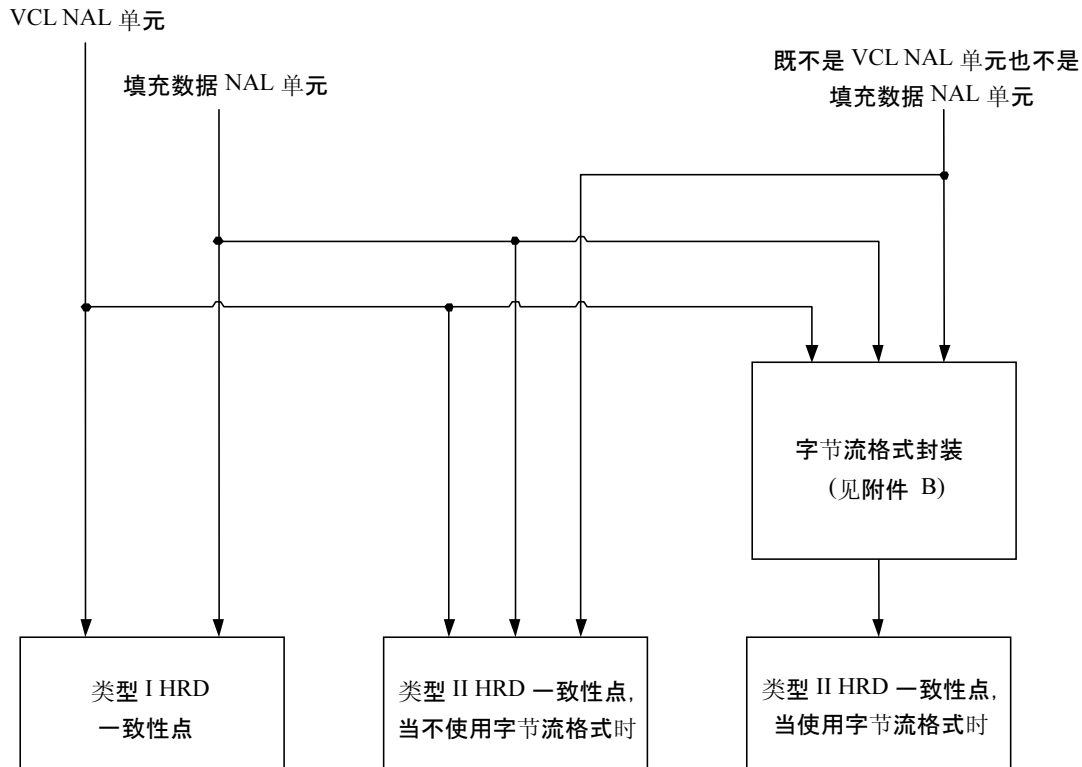 VCL NAL 单元
填充数据 NAL 单元
既不是 VCL NAL 单元也不是
填充数据 NAL 单元
字节流格式封装
(见附件 B)
类型 I HRD
一致性点
类型 II HRD 一致性点,
当不使用字节流格式时
类型 II HRD 一致性点,
当使用字节流格式时